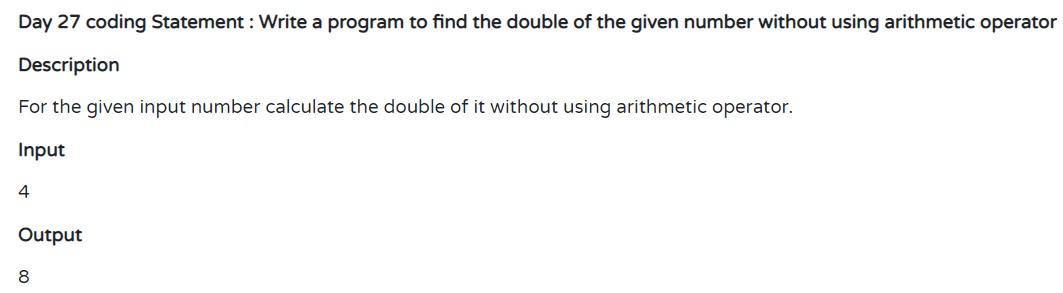 Day 27 coding Statement : Write a program to find the double of the given number without using arithmetic operator
Description
For the given input number calculate the double of it without using arithmetic operator.
Input
4
Output
8